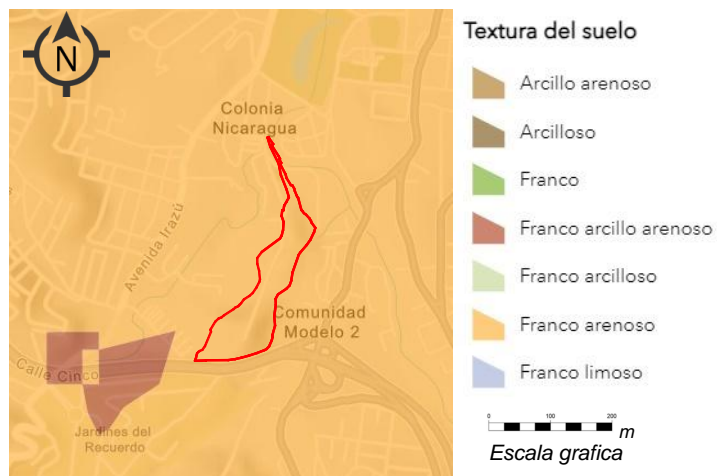 N
Colonia
Nicaragua
Avenida Irazú
Comunidad
Modelo 2
Calle Cinco
Jardines del
Recuerdo
Textura del suelo
Arcillo arenoso
Arcilloso
Franco
Franco arcillo arenoso
Franco arcilloso
Franco arenoso
Franco limoso
0 100 200
m
Escala grafica